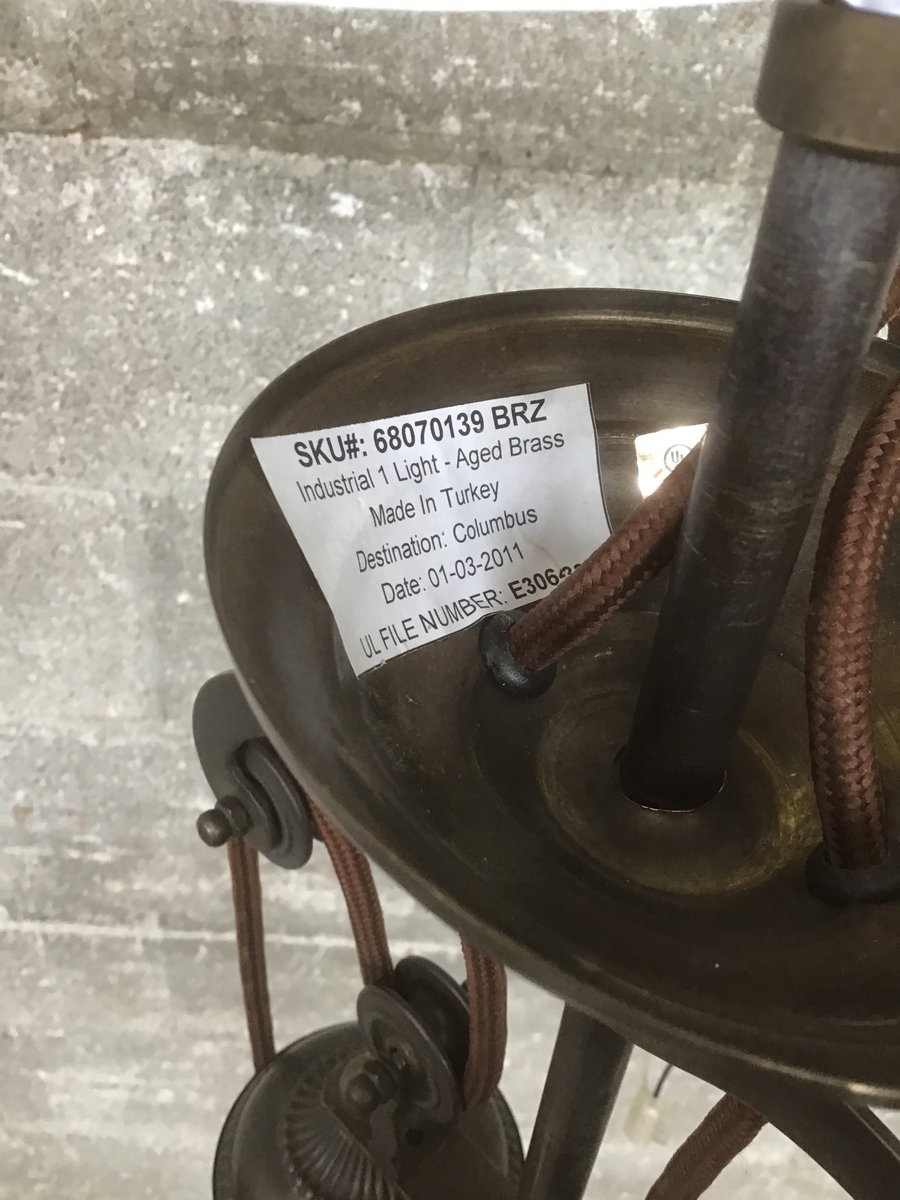 SKU#: 68070139 BRZ
Industrial 1 Light - Aged Brass
Made In Turkey
Destination: Columbus
Date: 01-03-2011
UL FILE NUMBER:
UL